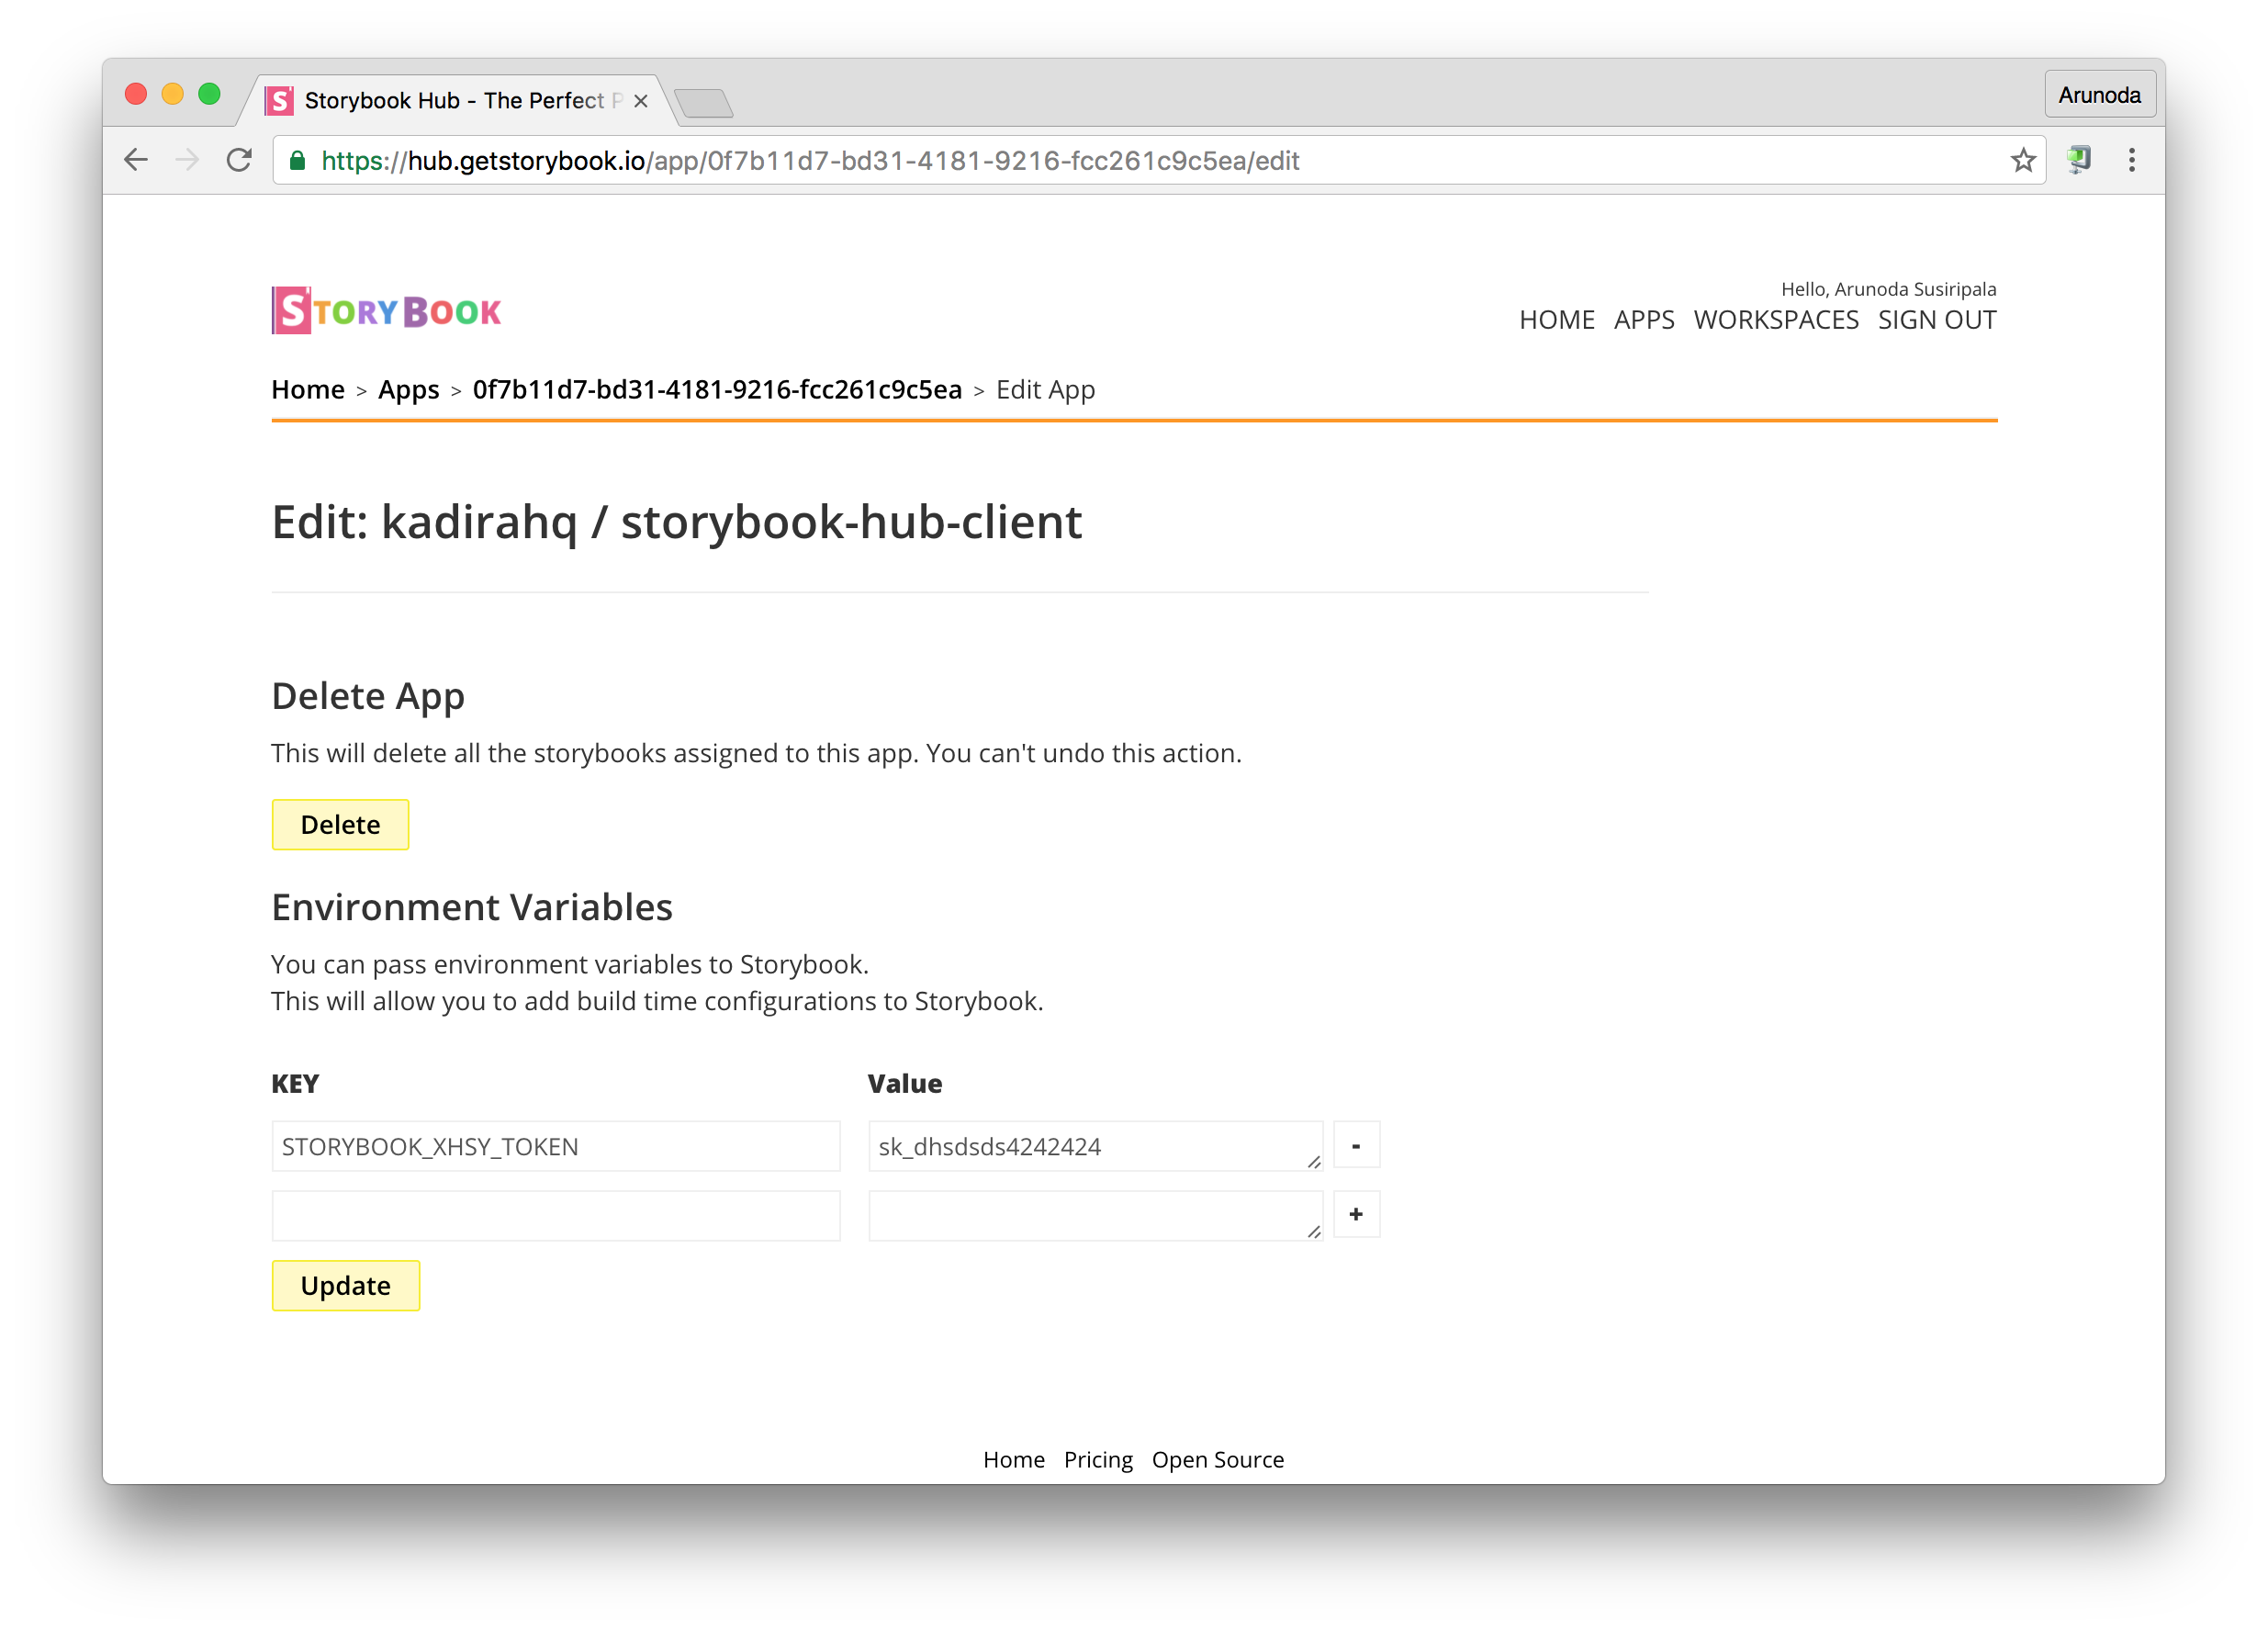 Storybook Hub - The Perfect P
Arunoda
https://hub.getstorybook.io/app/0f7b11d7-bd31-4181-9216-fcc261c9c5ea/edit
STORYBOOK
Hello, Arunoda Susiripala
HOME APPS WORKSPACES SIGN OUT
Home > Apps > 0f7b11d7-bd31-4181-9216-fcc261c9c5ea > Edit App
Edit: kadirahq / storybook-hub-client
Delete App
This will delete all the storybooks assigned to this app. You can't undo this action.
Delete
Environment Variables
You can pass environment variables to Storybook.
This will allow you to add build time configurations to Storybook.
KEY Value
STORYBOOK_XHSY_TOKEN sk_dhsdsds4242424 -
+
Update
Home Pricing Open Source